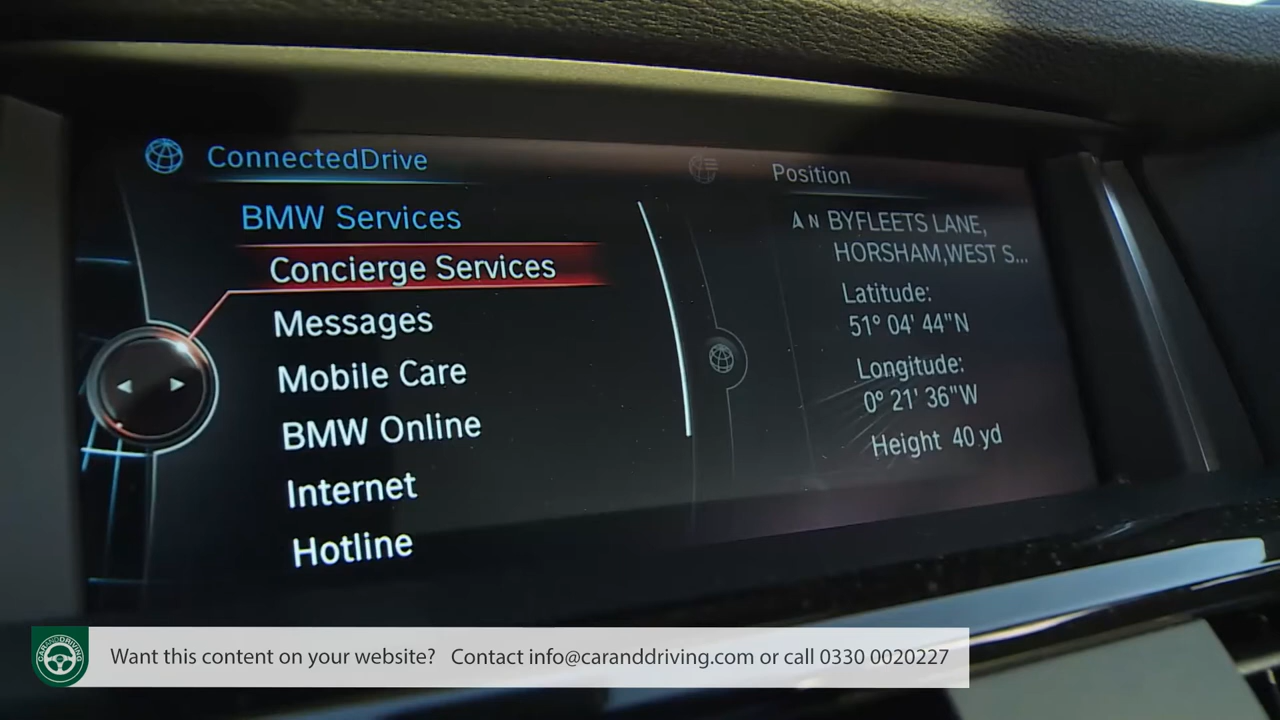 ConnectedDrive
BMW Services
Concierge Services
Messages
Mobile Care
BMW Online
Internet
Hotline
Position
N BYFLEETS LANE,
HORSHAM,WEST S...
Latitude:
51° 04' 44"N
Longitude:
0° 21' 36"W
Height 40 yd
CARANDDRIVING
Want this content on your website? Contact info@caranddriving.com or call 0330 0020227